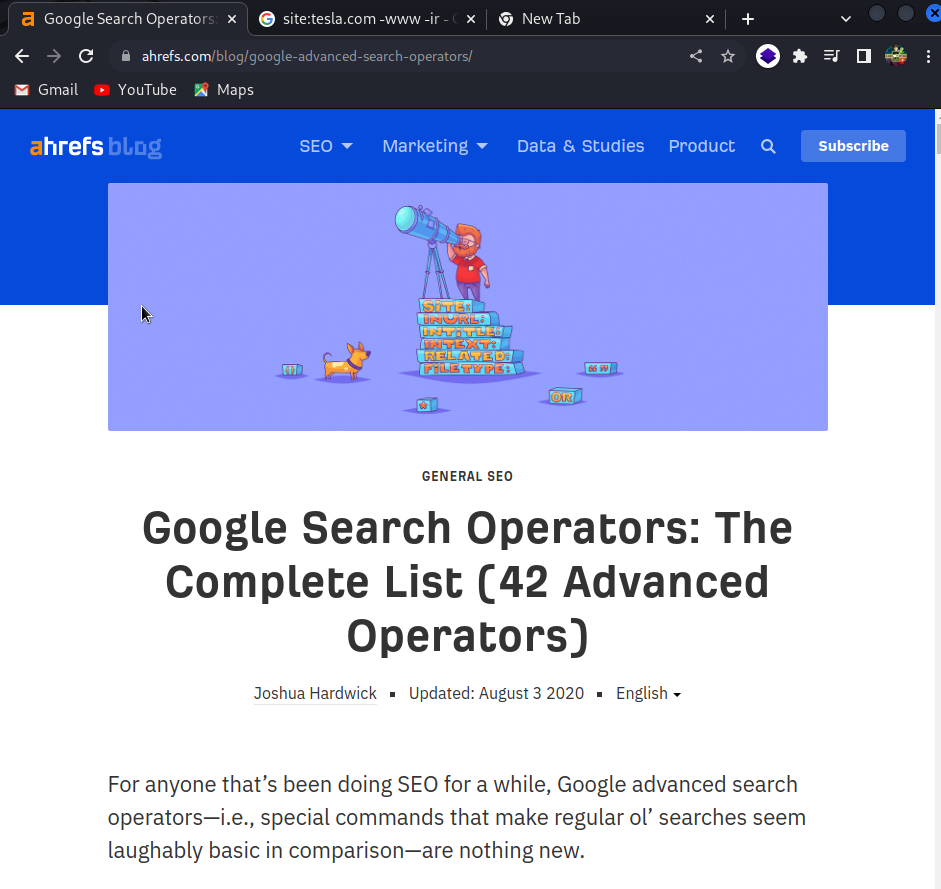 Google Search Operators:
site:tesla.com -www -ir -
New Tab
ahrefs.com/blog/google-advanced-search-operators/
Gmail
YouTube
Maps
ahrefs blog
SEO
Marketing
Data & Studies
Product
Subscribe
SITE:
INURL:
INTITLE:
INTEXT:
RELATED:
FILETYPE:
OR
GENERAL SEO
Google Search Operators: The
Complete List (42 Advanced
Operators)
Joshua Hardwick ▪ Updated: August 3 2020 ▪ English
For anyone that’s been doing SEO for a while, Google advanced search
operators—i.e., special commands that make regular ol’ searches seem
laughably basic in comparison—are nothing new.